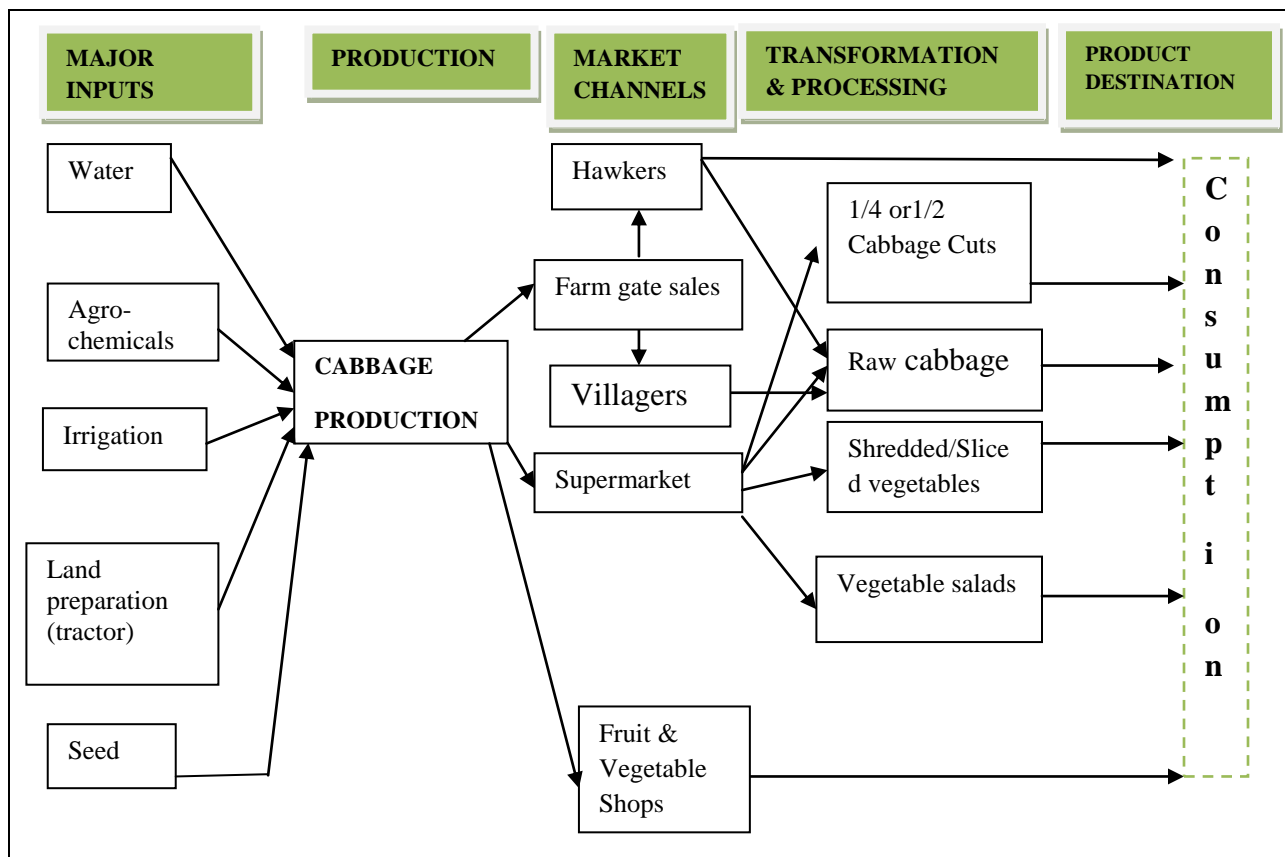 MAJOR
INPUTS
PRODUCTION
MARKET
CHANNELS
TRANSFORMATION
& PROCESSING
PRODUCT
DESTINATION
Water
Agro-
chemicals
Irrigation
Land
preparation
(tractor)
Seed
CABBAGE
PRODUCTION
Hawkers
Farm gate sales
Villagers
Supermarket
Fruit &
Vegetable
Shops
1/4 or1/2
Cabbage Cuts
Raw cabbage
Shredded/Slice
d vegetables
Vegetable salads
C
o
n
s
u
m
p
t
i
o
n